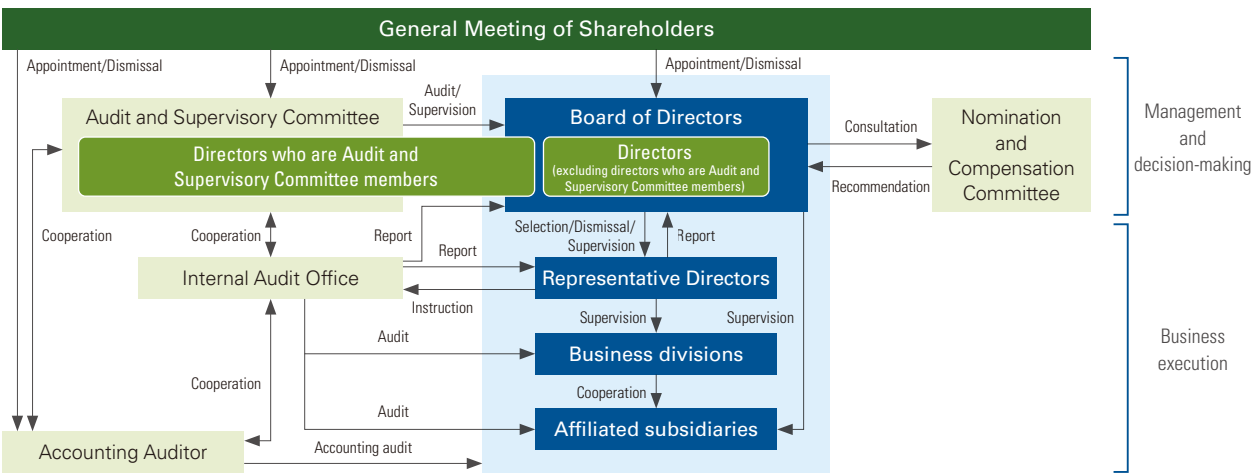 General Meeting of Shareholders
Appointment/Dismissal
Appointment/Dismissal
Appointment/Dismissal
Audit and Supervisory Committee
Audit/
Supervision
Board of Directors
Directors who are Audit and
Supervisory Committee members
Directors
(excluding directors who are Audit and
Supervisory Committee members)
Consultation
Recommendation
Nomination
and
Compensation
Committee
Management
and
decision-making
Cooperation
Cooperation
Report
Report
Selection/Dismissal/
Supervision
Report
Internal Audit Office
Representative Directors
Instruction
Supervision
Supervision
Audit
Business divisions
Business
execution
Cooperation
Cooperation
Audit
Affiliated subsidiaries
Accounting Auditor
Accounting audit